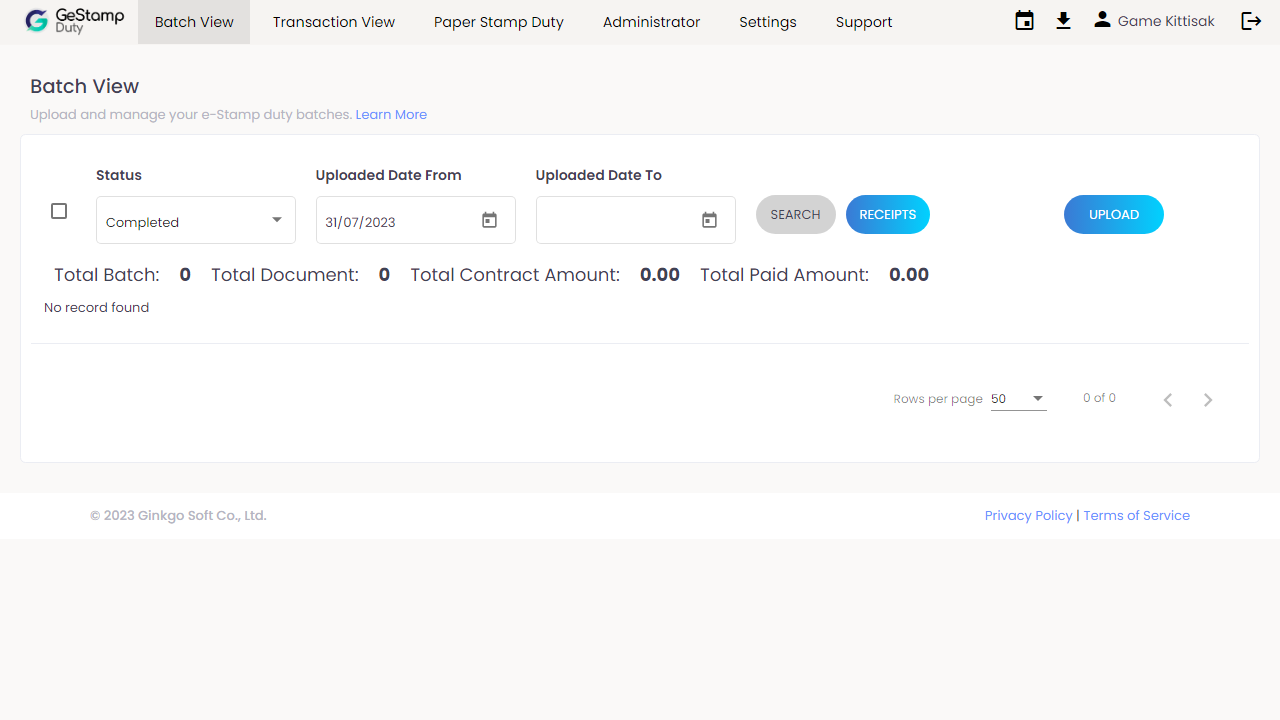 GeStamp Duty
Batch View Transaction View Paper Stamp Duty Administrator Settings Support Game Kittisak
Batch View
Upload and manage your e-Stamp duty batches. Learn More
Status Uploaded Date From Uploaded Date To
Completed 31/07/2023 SEARCH RECEIPTS UPLOAD
Total Batch: 0 Total Document: 0 Total Contract Amount: 0.00 Total Paid Amount: 0.00
No record found
Rows per page 50 0 of 0
© 2023 Ginkgo Soft Co., Ltd. Privacy Policy | Terms of Service